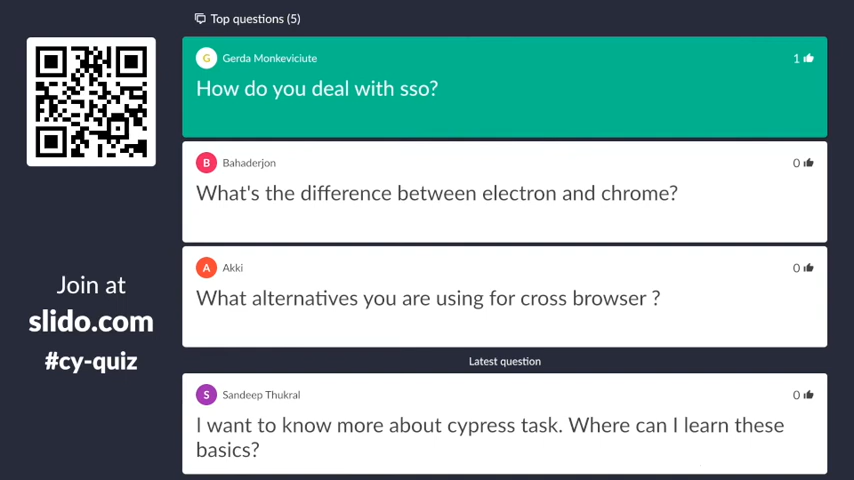 Top questions (5)
G Gerda Monkeviciute 1
How do you deal with sso?
B Bahaderjon 0
What's the difference between electron and chrome?
A Akki 0
What alternatives you are using for cross browser ?
Join at
slido.com
#cy-quiz
Latest question
S Sandeep Thukral 0
I want to know more about cypress task. Where can I learn these
basics?